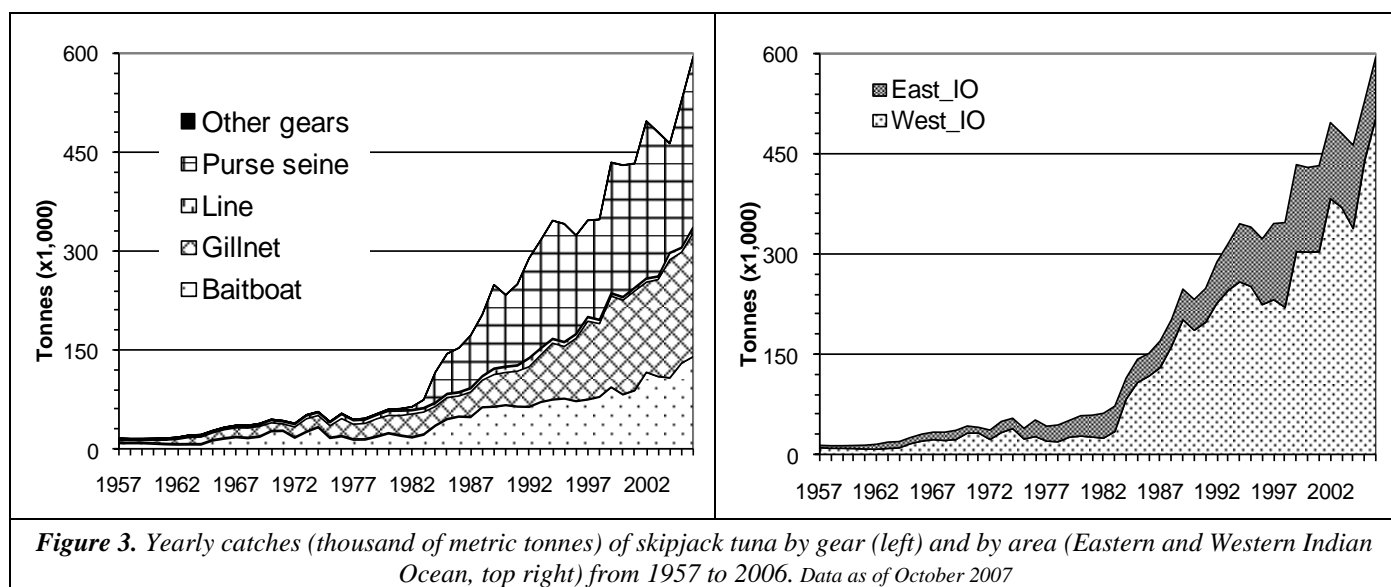 600
450
300
150
0
Tonnes (x1,000)
Other gears
Purse seine
Line
Gillnet
Baitboat
1957 1962 1967 1972 1977 1982 1987 1992 1997 2002
600
450
300
150
0
Tonnes (x1,000)
East_IO
West_IO
1957 1962 1967 1972 1977 1982 1987 1992 1997 2002
Figure 3. Yearly catches (thousand of metric tonnes) of skipjack tuna by gear (left) and by area (Eastern and Western Indian
Ocean, top right) from 1957 to 2006. Data as of October 2007